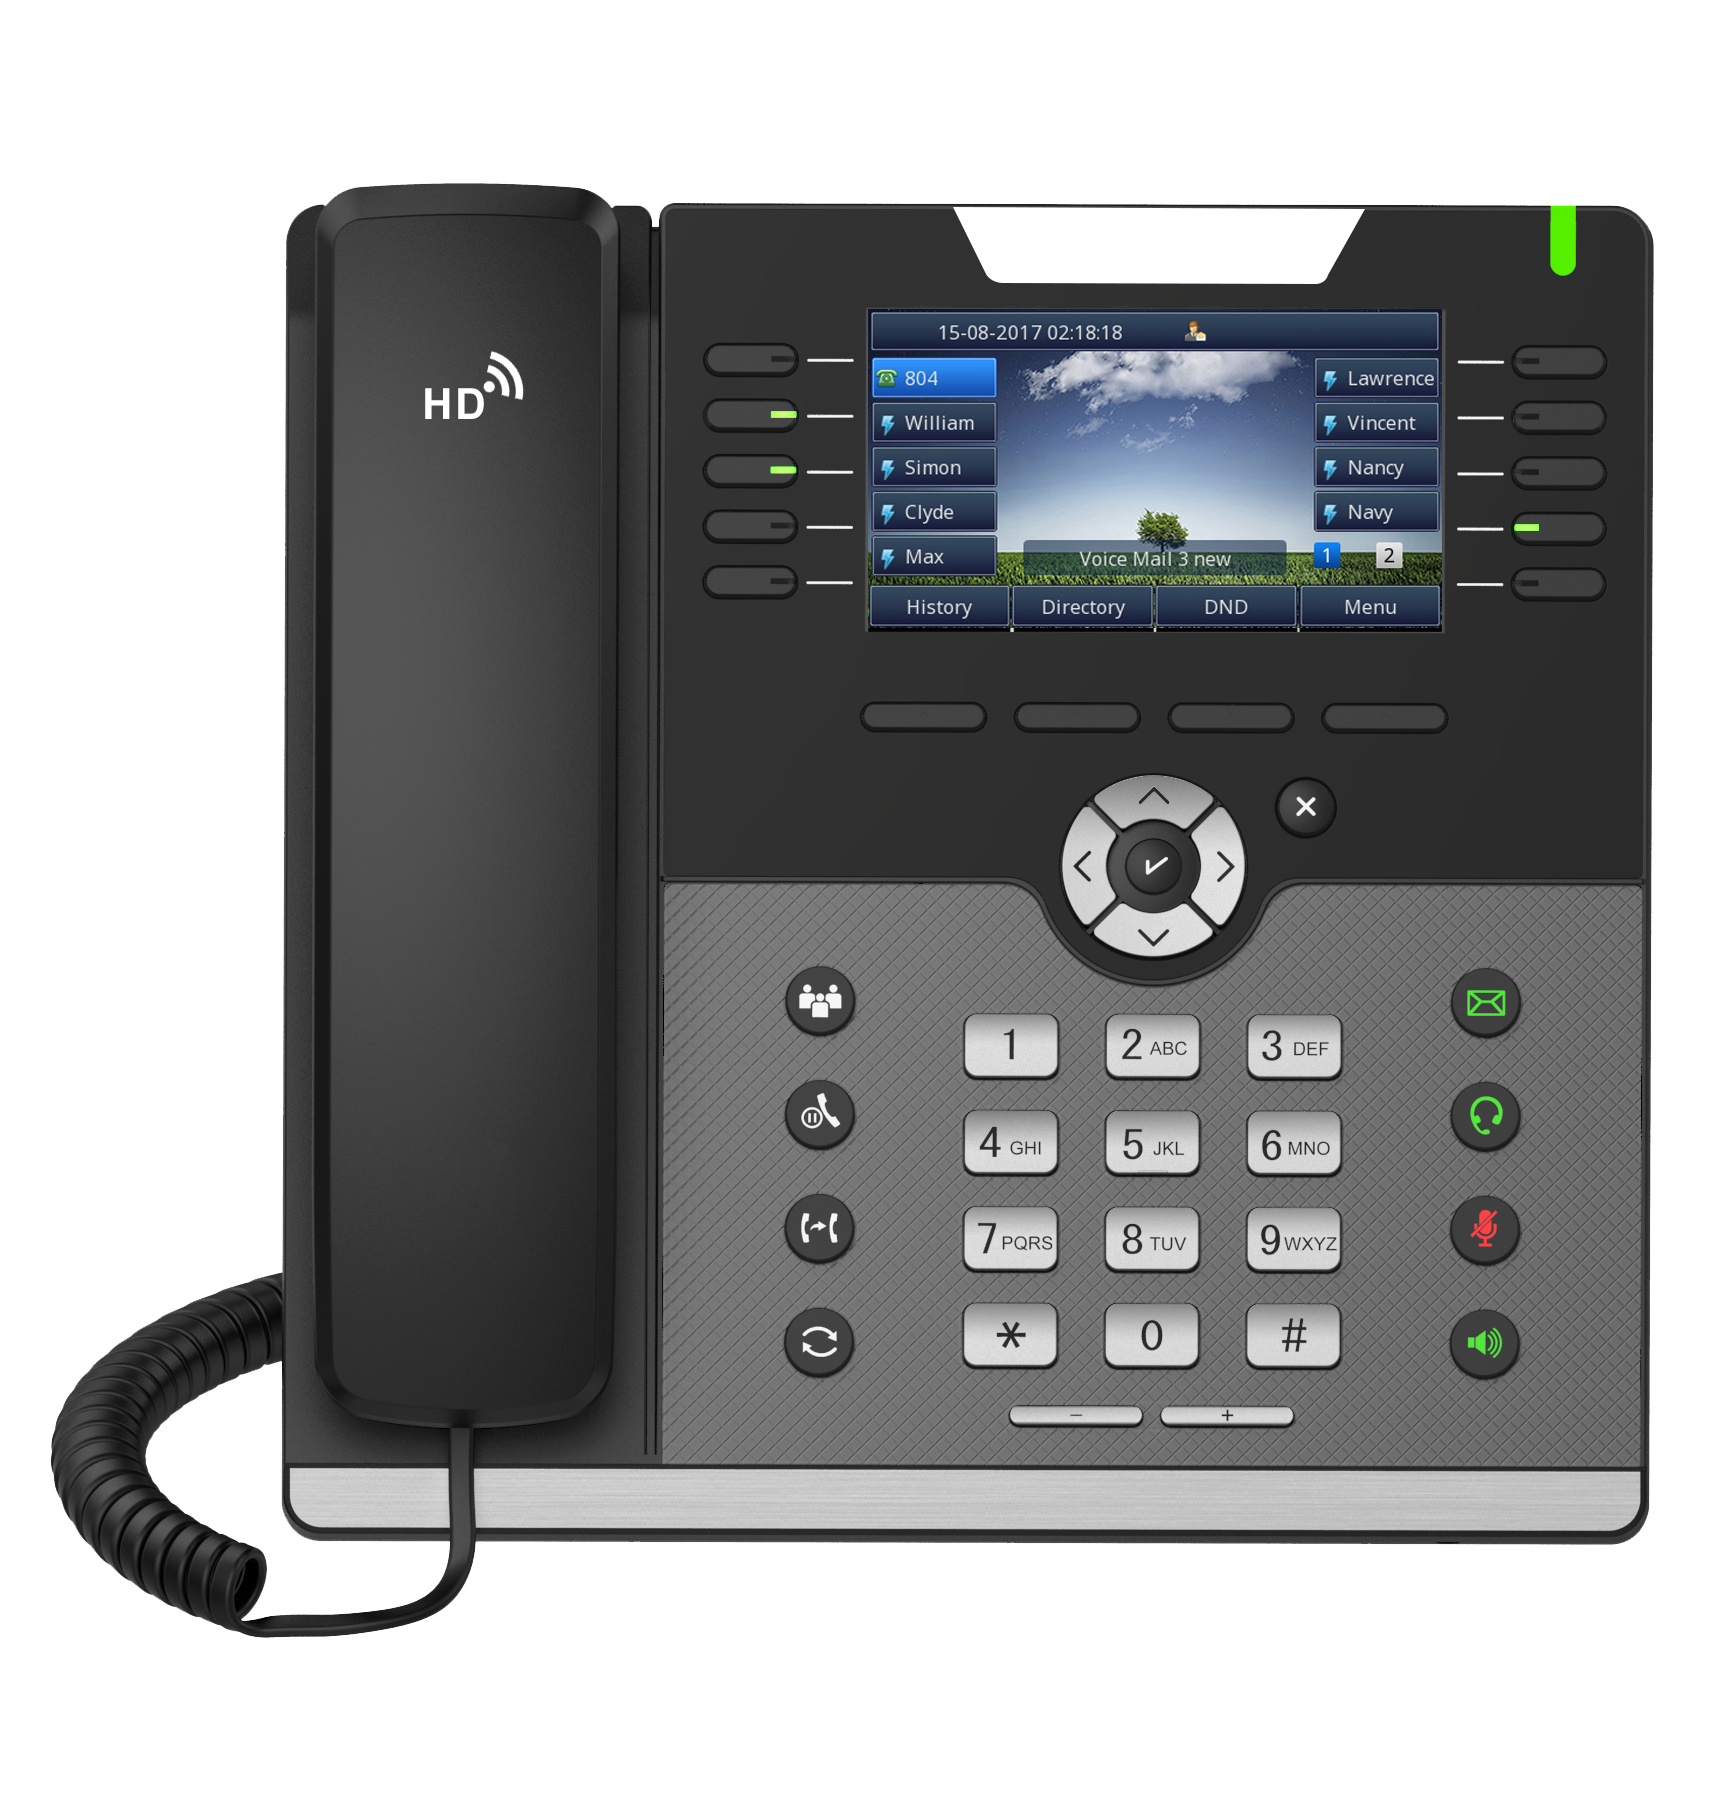 HD
15-08-2017 02:18:18
804
William
Simon
Clyde
Max
Lawrence
Vincent
Nancy
Navy
Voice Mail 3 new
1 2
History Directory DND Menu
1 2 ABC 3 DEF
4 GHI 5 JKL 6 MNO
7 PQRS 8 TUV 9 WXYZ
* 0 #
− +